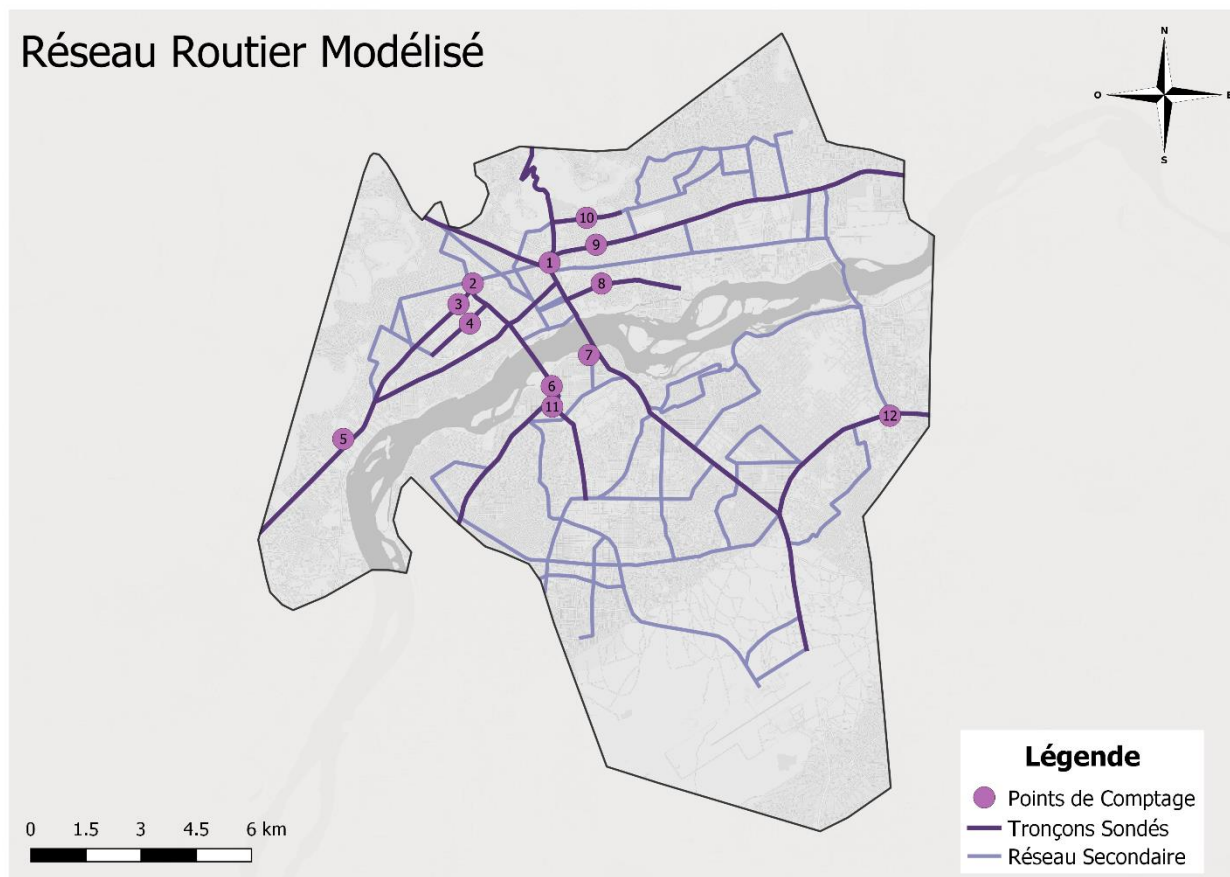 Réseau Routier Modélisé
N
O
E
S
10
9
1
2
8
3
4
7
6
11
12
5
Légende
Points de Comptage
Tronçons Sondés
Réseau Secondaire
0 1.5 3 4.5 6 km